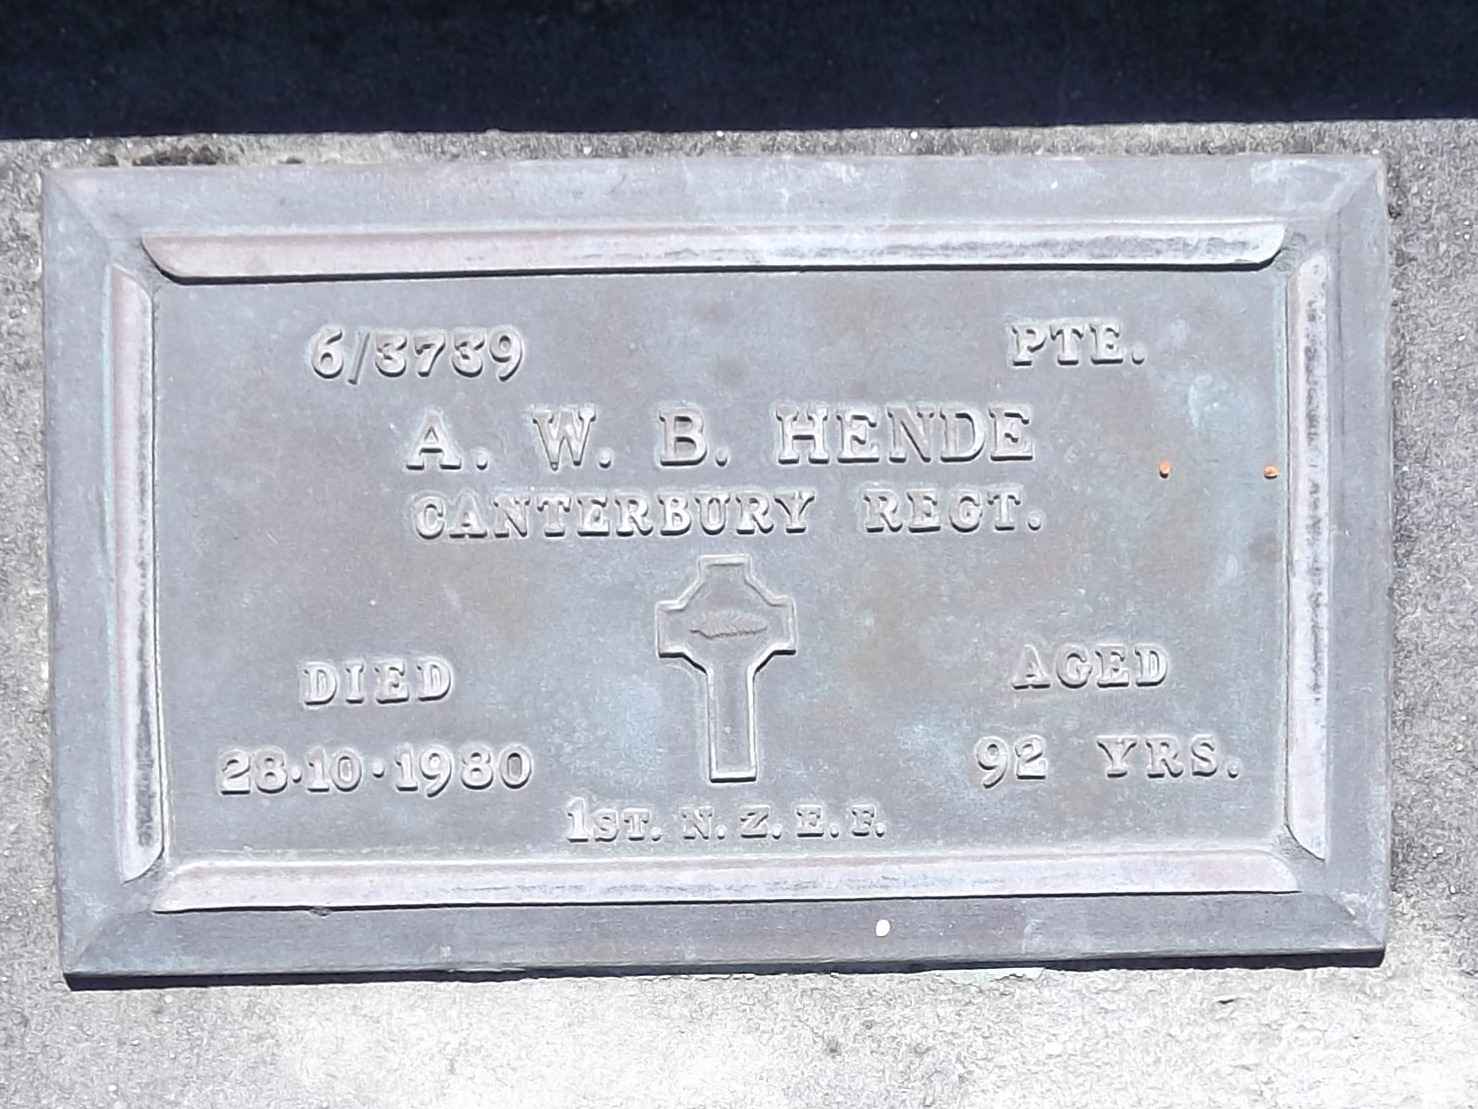 6/3739 PTE.
A. W. B. HENDE
CANTERBURY REGT.
DIED AGED
28·10·1980 92 YRS.
1ST. N.Z.E.F.